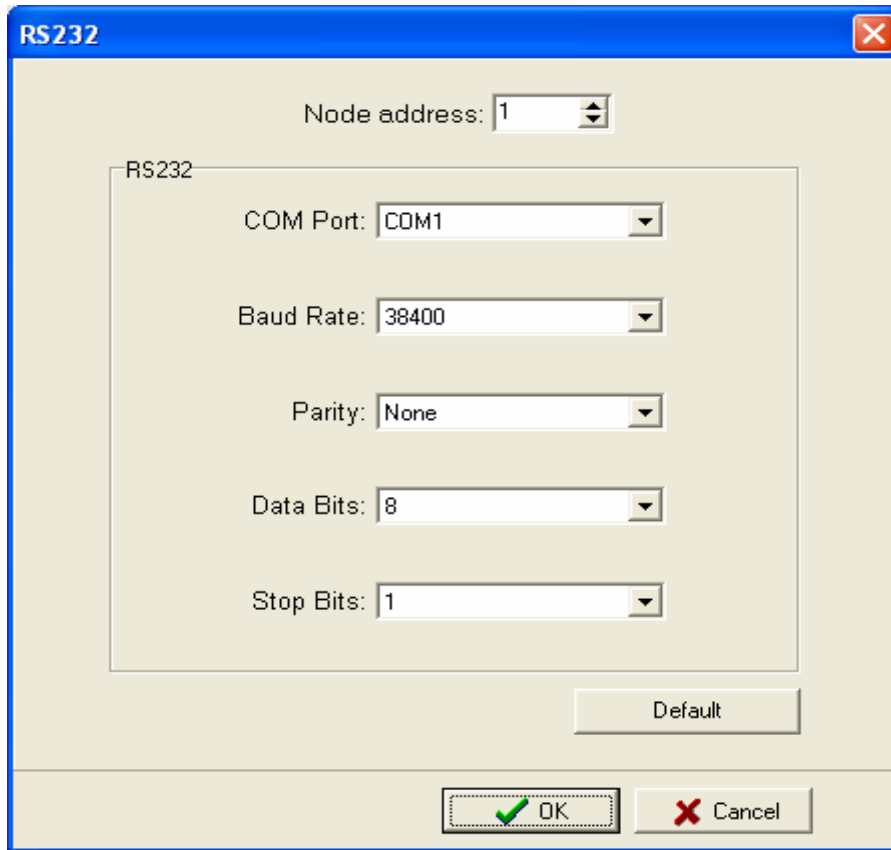 RS232
Node address: 1
RS232
COM Port: COM1
Baud Rate: 38400
Parity: None
Data Bits: 8
Stop Bits: 1
Default
OK Cancel